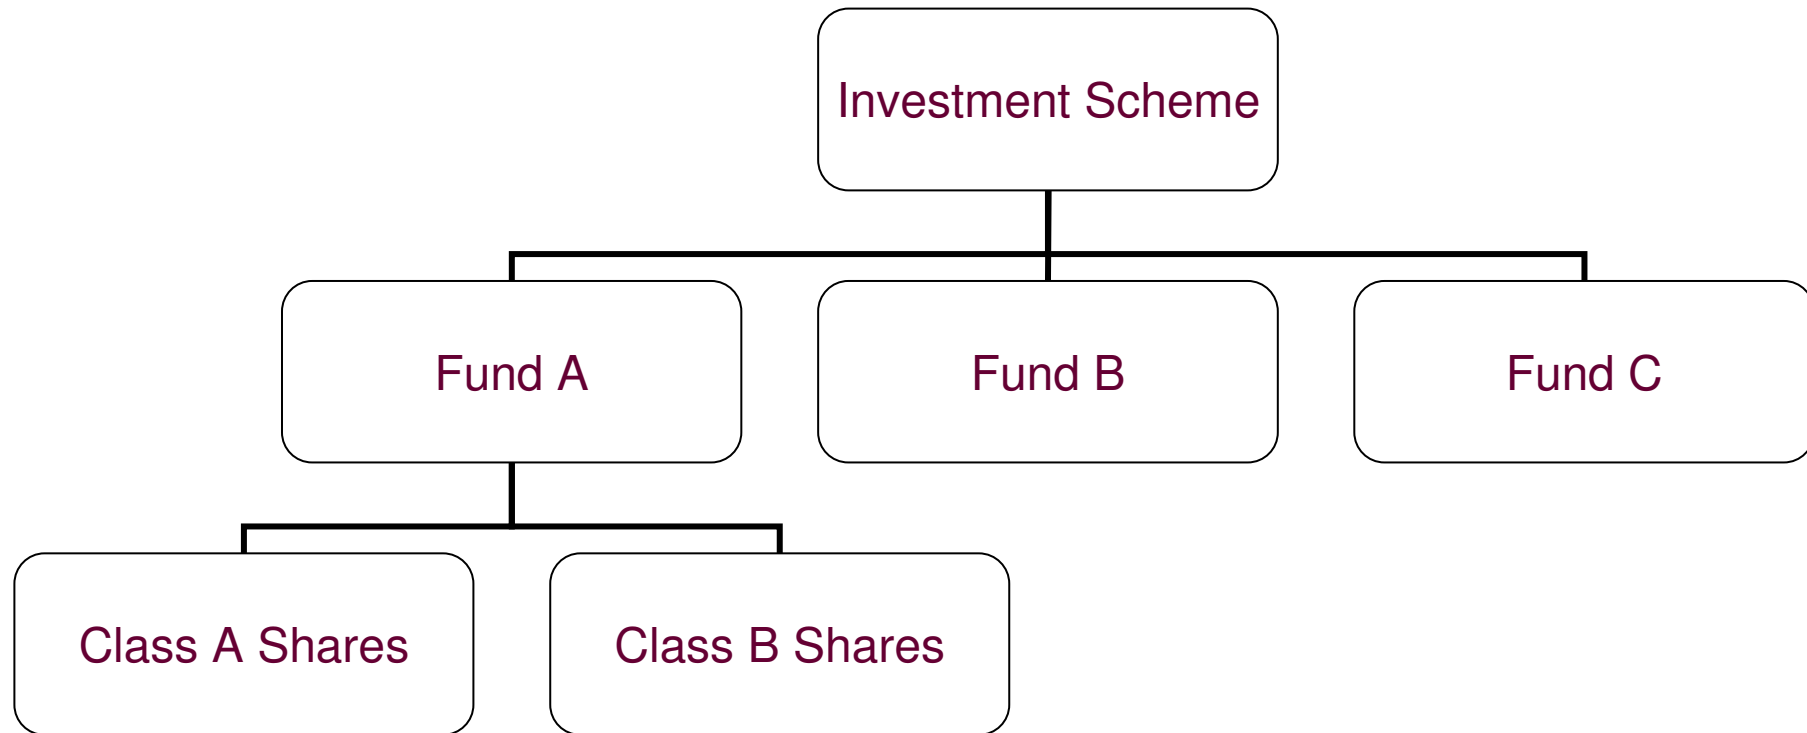 Investment Scheme
Fund A
Fund B
Fund C
Class A Shares
Class B Shares